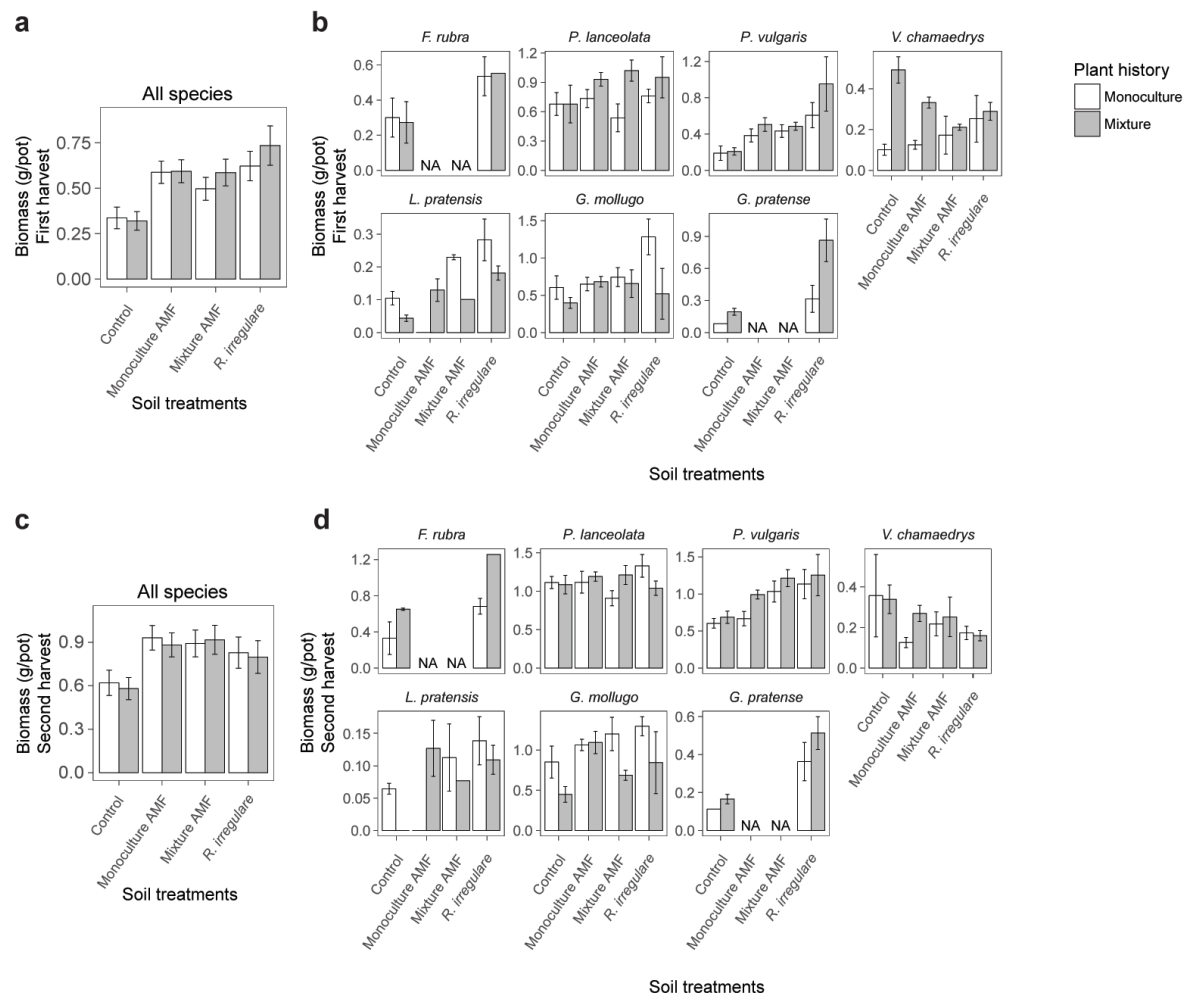 a
All species
Biomass (g/pot)
First harvest
0.75
0.50
0.25
0.00
Control
Monoculture AMF
Mixture AMF
R. irregulare
Soil treatments
b
Biomass (g/pot)
First harvest
F. rubra
0.6
0.4
0.2
0.0
NA NA
P. lanceolata
1.2
0.9
0.6
0.3
0.0
P. vulgaris
1.2
0.8
0.4
0.0
V. chamaedrys
0.4
0.2
0.0
Control
Monoculture AMF
Mixture AMF
R. irregulare
L. pratensis
0.3
0.2
0.1
0.0
Control
Monoculture AMF
Mixture AMF
R. irregulare
G. mollugo
1.5
1.0
0.5
0.0
Control
Monoculture AMF
Mixture AMF
R. irregulare
G. pratense
0.9
0.6
0.3
0.0
NA NA
Control
Monoculture AMF
Mixture AMF
R. irregulare
Soil treatments
Plant history
Monoculture
Mixture
c
All species
Biomass (g/pot)
Second harvest
0.9
0.6
0.3
0.0
Control
Monoculture AMF
Mixture AMF
R. irregulare
Soil treatments
d
Biomass (g/pot)
Second harvest
F. rubra
1.2
0.8
0.4
0.0
NA NA
P. lanceolata
1.5
1.0
0.5
0.0
P. vulgaris
1.5
1.0
0.5
0.0
V. chamaedrys
0.4
0.2
0.0
Control
Monoculture AMF
Mixture AMF
R. irregulare
L. pratensis
0.15
0.10
0.05
0.00
Control
Monoculture AMF
Mixture AMF
R. irregulare
G. mollugo
1.0
0.5
0.0
Control
Monoculture AMF
Mixture AMF
R. irregulare
G. pratense
0.6
0.4
0.2
0.0
NA NA
Control
Monoculture AMF
Mixture AMF
R. irregulare
Soil treatments